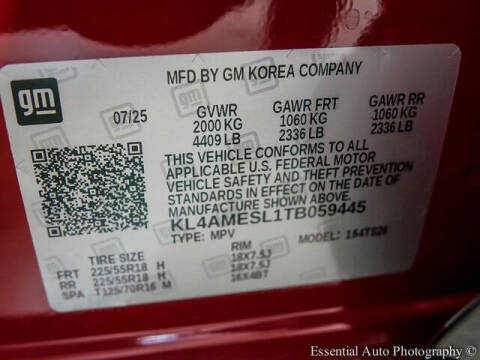 MFD BY GM KOREA COMPANY
gm
07/25
GVWR GAWR FRT GAWR RR
2000 KG 1060 KG 1060 KG
4409 LB 2336 LB 2336 LB
THIS VEHICLE CONFORMS TO ALL
APPLICABLE U.S. FEDERAL MOTOR
VEHICLE SAFETY AND THEFT PREVENTION
STANDARDS IN EFFECT ON THE DATE OF
MANUFACTURE SHOWN ABOVE.
KL4AMESL1TB059445
TYPE: MPV MODEL: 1S4TS26
TIRE SIZE RIM
FRT 225/55R18 H 18X7.5J
RR 225/55R18 H 18X7.5J
SPA T125/70R16 M 16X4BT
Essential Auto Photography ©